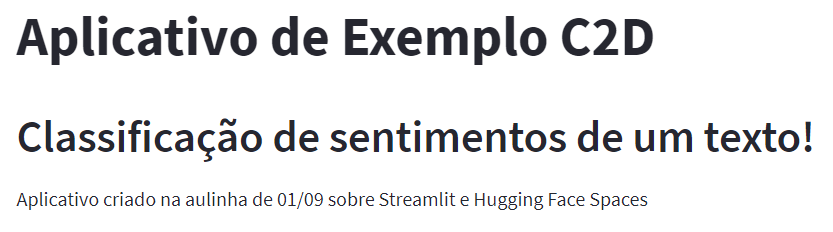 Aplicativo de Exemplo C2D
Classificação de sentimentos de um texto!
Aplicativo criado na aulinha de 01/09 sobre Streamlit e Hugging Face Spaces